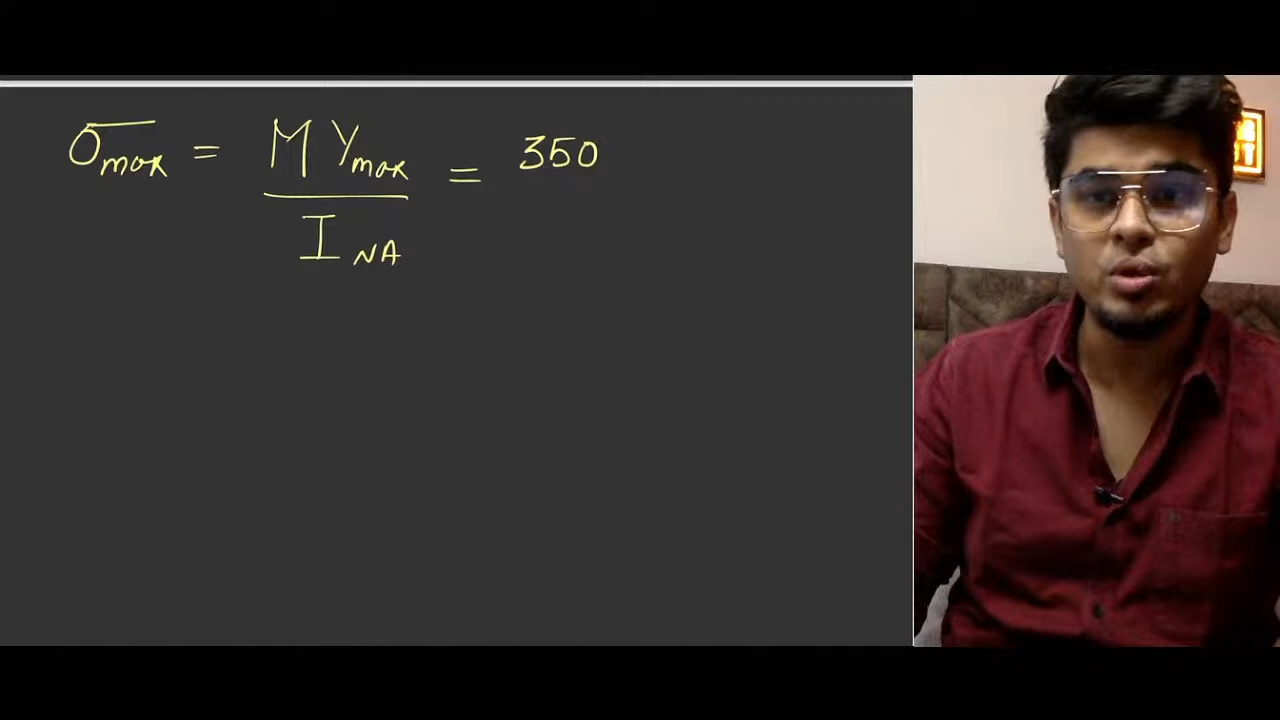 σmax = M Ymax / I NA = 350